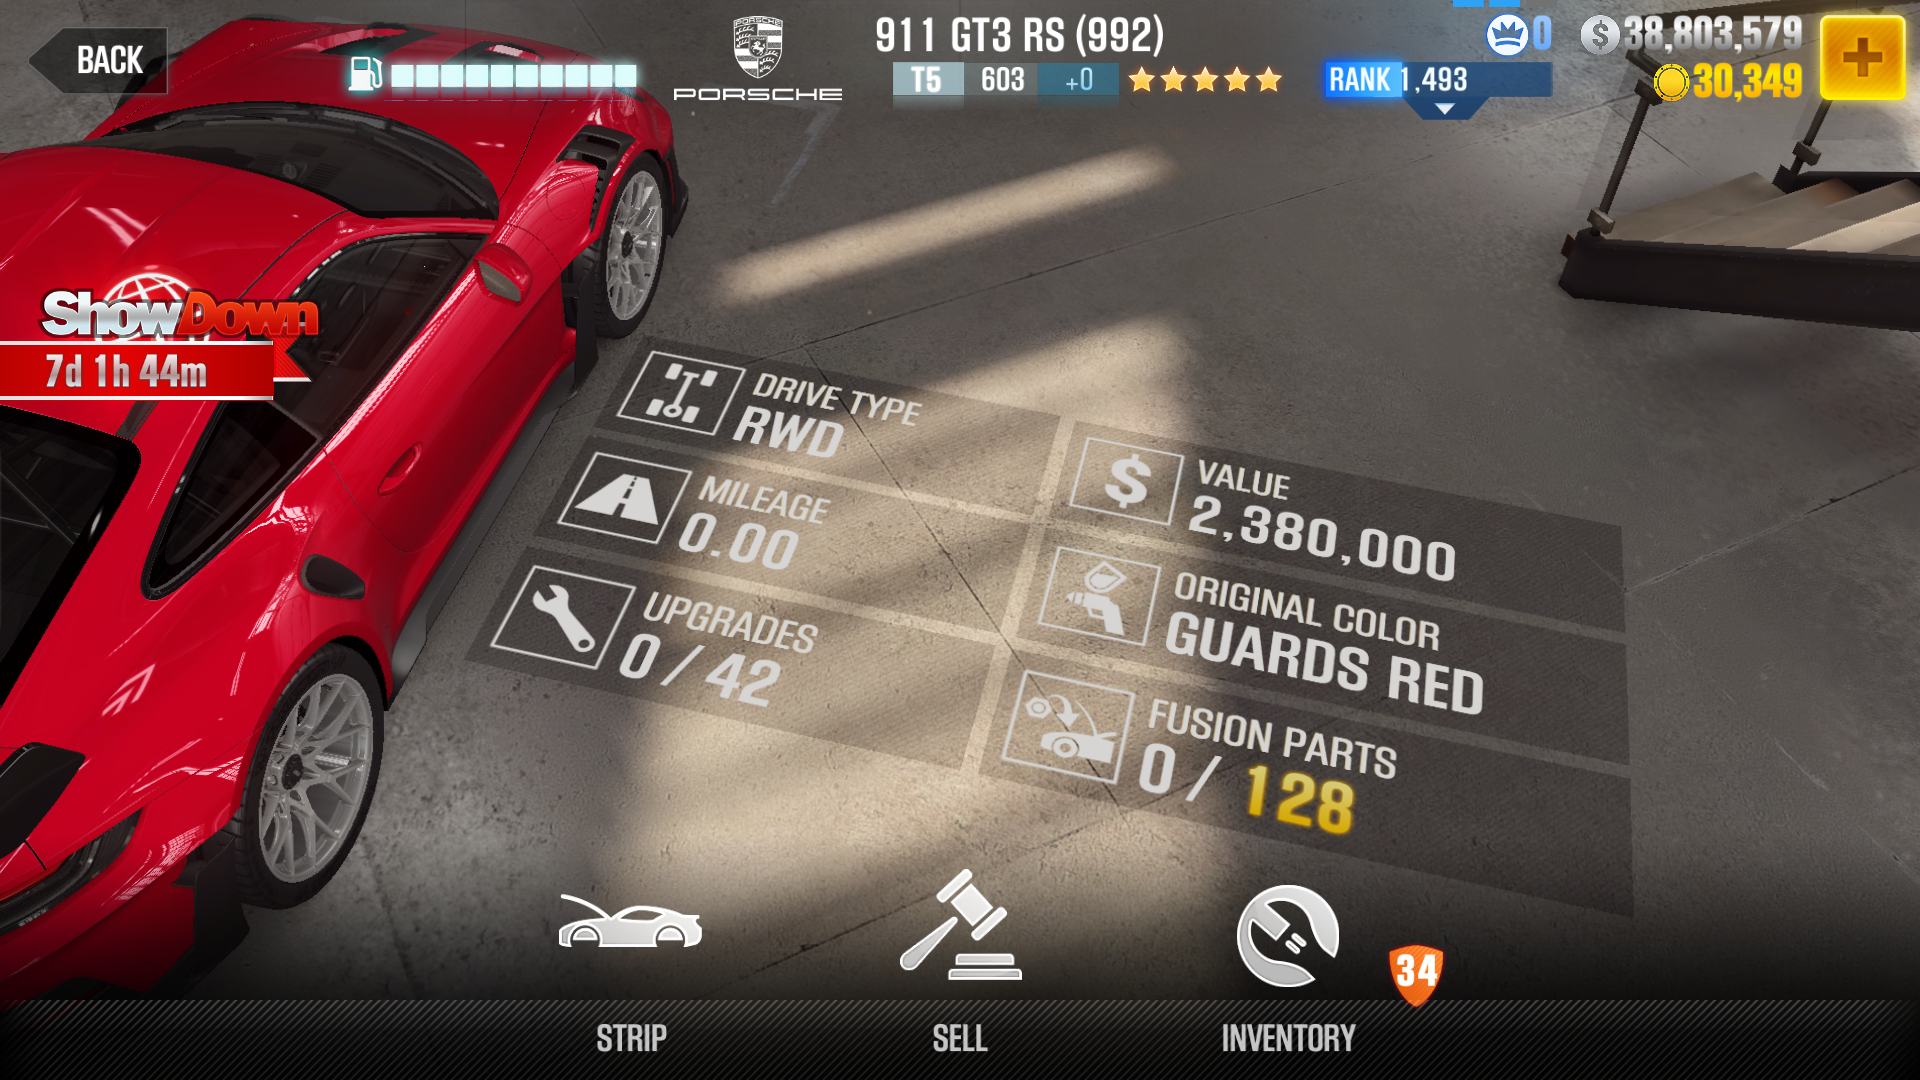 BACK
PORSCHE
PORSCHE
911 GT3 RS (992)
T5 603 +0
RANK 1,493
0
$ 38,803,579
30,349
ShowDown
7d 1h 44m
DRIVE TYPE
RWD
MILEAGE
0.00
UPGRADES
0 / 42
$
VALUE
2,380,000
ORIGINAL COLOR
GUARDS RED
FUSION PARTS
0 / 128
34
STRIP
SELL
INVENTORY